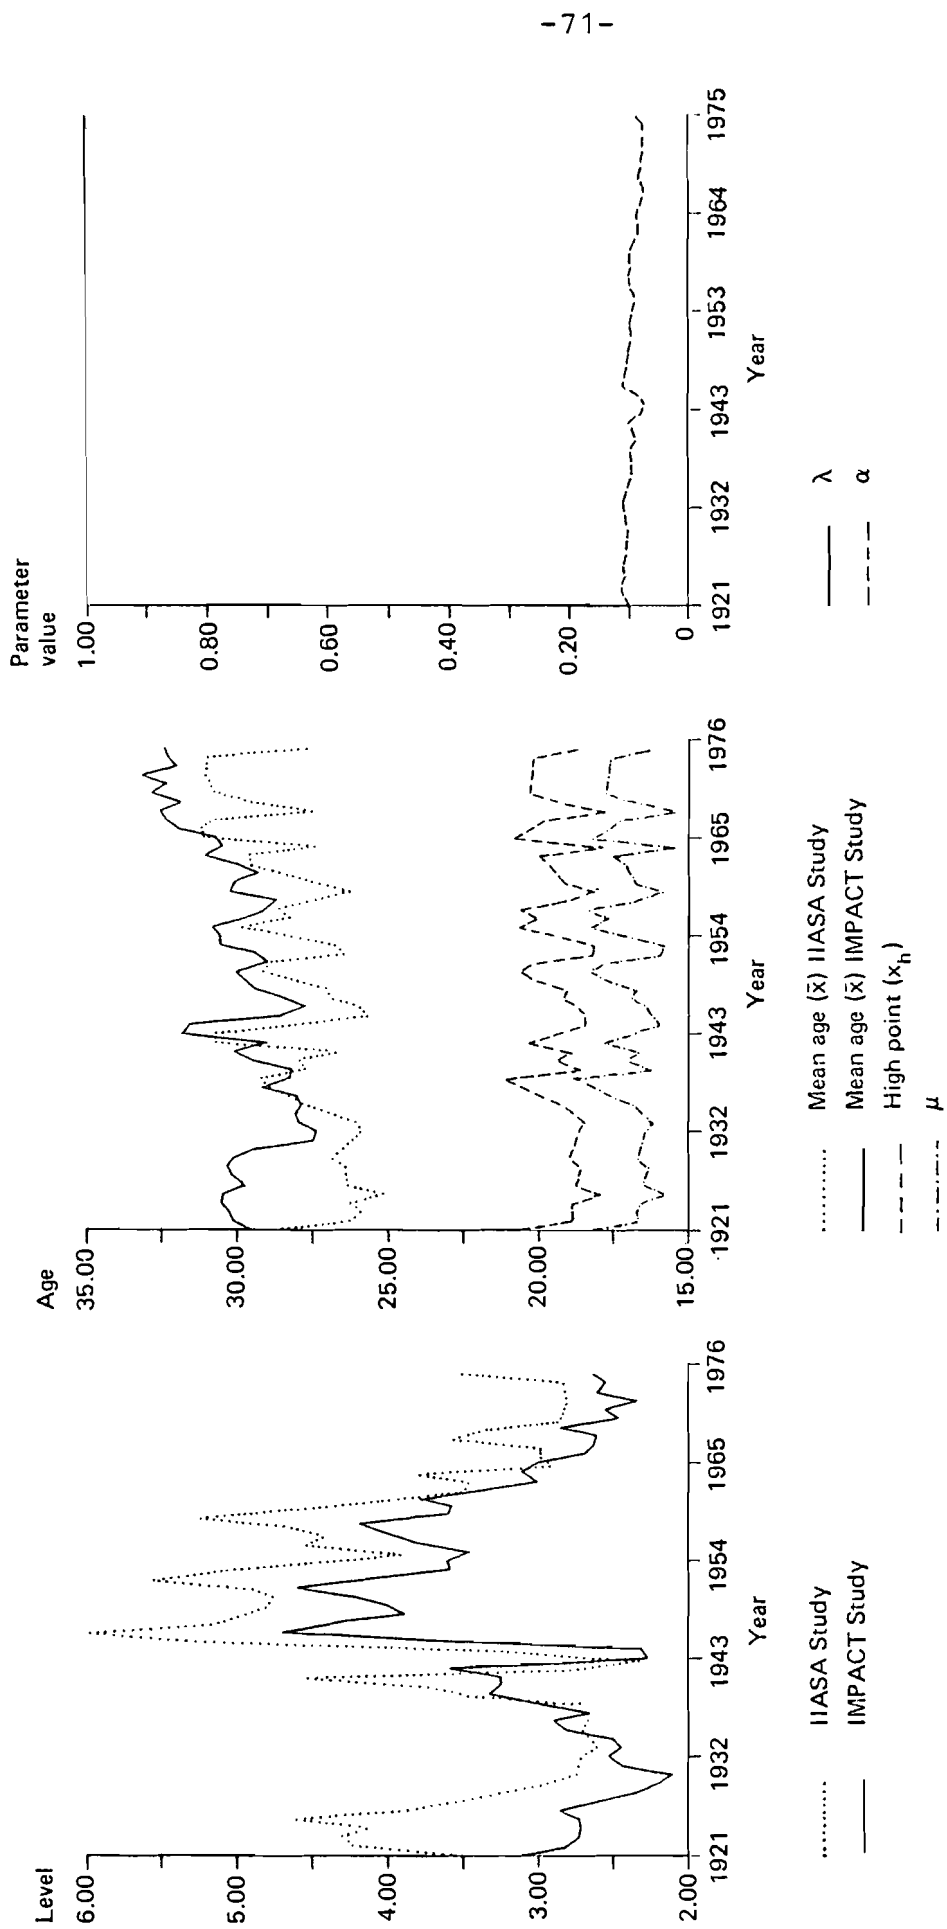 -71-
Level
6.00
5.00
4.00
3.00
2.00
1921
1932
1943
1954
1965
1976
Year
IIASA Study
IMPACT Study
Age
35.00
30.00
25.00
20.00
15.00
1921
1932
1943
1954
1965
1976
Year
Mean age (x̄) IIASA Study
Mean age (x̄) IMPACT Study
High point (xₕ)
μ
Parameter
value
1.00
0.80
0.60
0.40
0.20
0
1921
1932
1943
1953
1964
1975
Year
λ
α